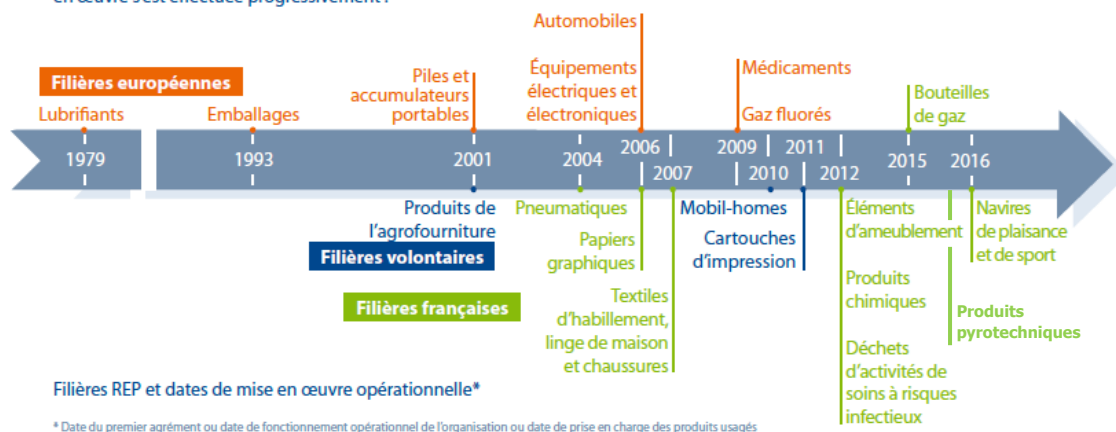 en œuvre s'est effectuée progressivement :
Automobiles
Filières européennes
Piles et
accumulateurs
portables
Équipements
électriques et
électroniques
Médicaments
Bouteilles
de gaz
Lubrifiants
Emballages
Gaz fluorés
1979
1993
2001
2004
2006
2007
2009
2010
2011
2012
2015
2016
Produits de
l'agrofourniture
Pneumatiques
Mobil-homes
Éléments
d'ameublement
Navires
de plaisance
et de sport
Filières volontaires
Papiers
graphiques
Cartouches
d'impression
Produits
chimiques
Filières françaises
Textiles
d'habillement,
linge de maison
et chaussures
Produits
pyrotechniques
Déchets
d'activités de
soins à risques
infectieux
Filières REP et dates de mise en œuvre opérationnelle*
* Date du premier agrément ou date de fonctionnement opérationnel de l'organisation ou date de prise en charge des produits usagés